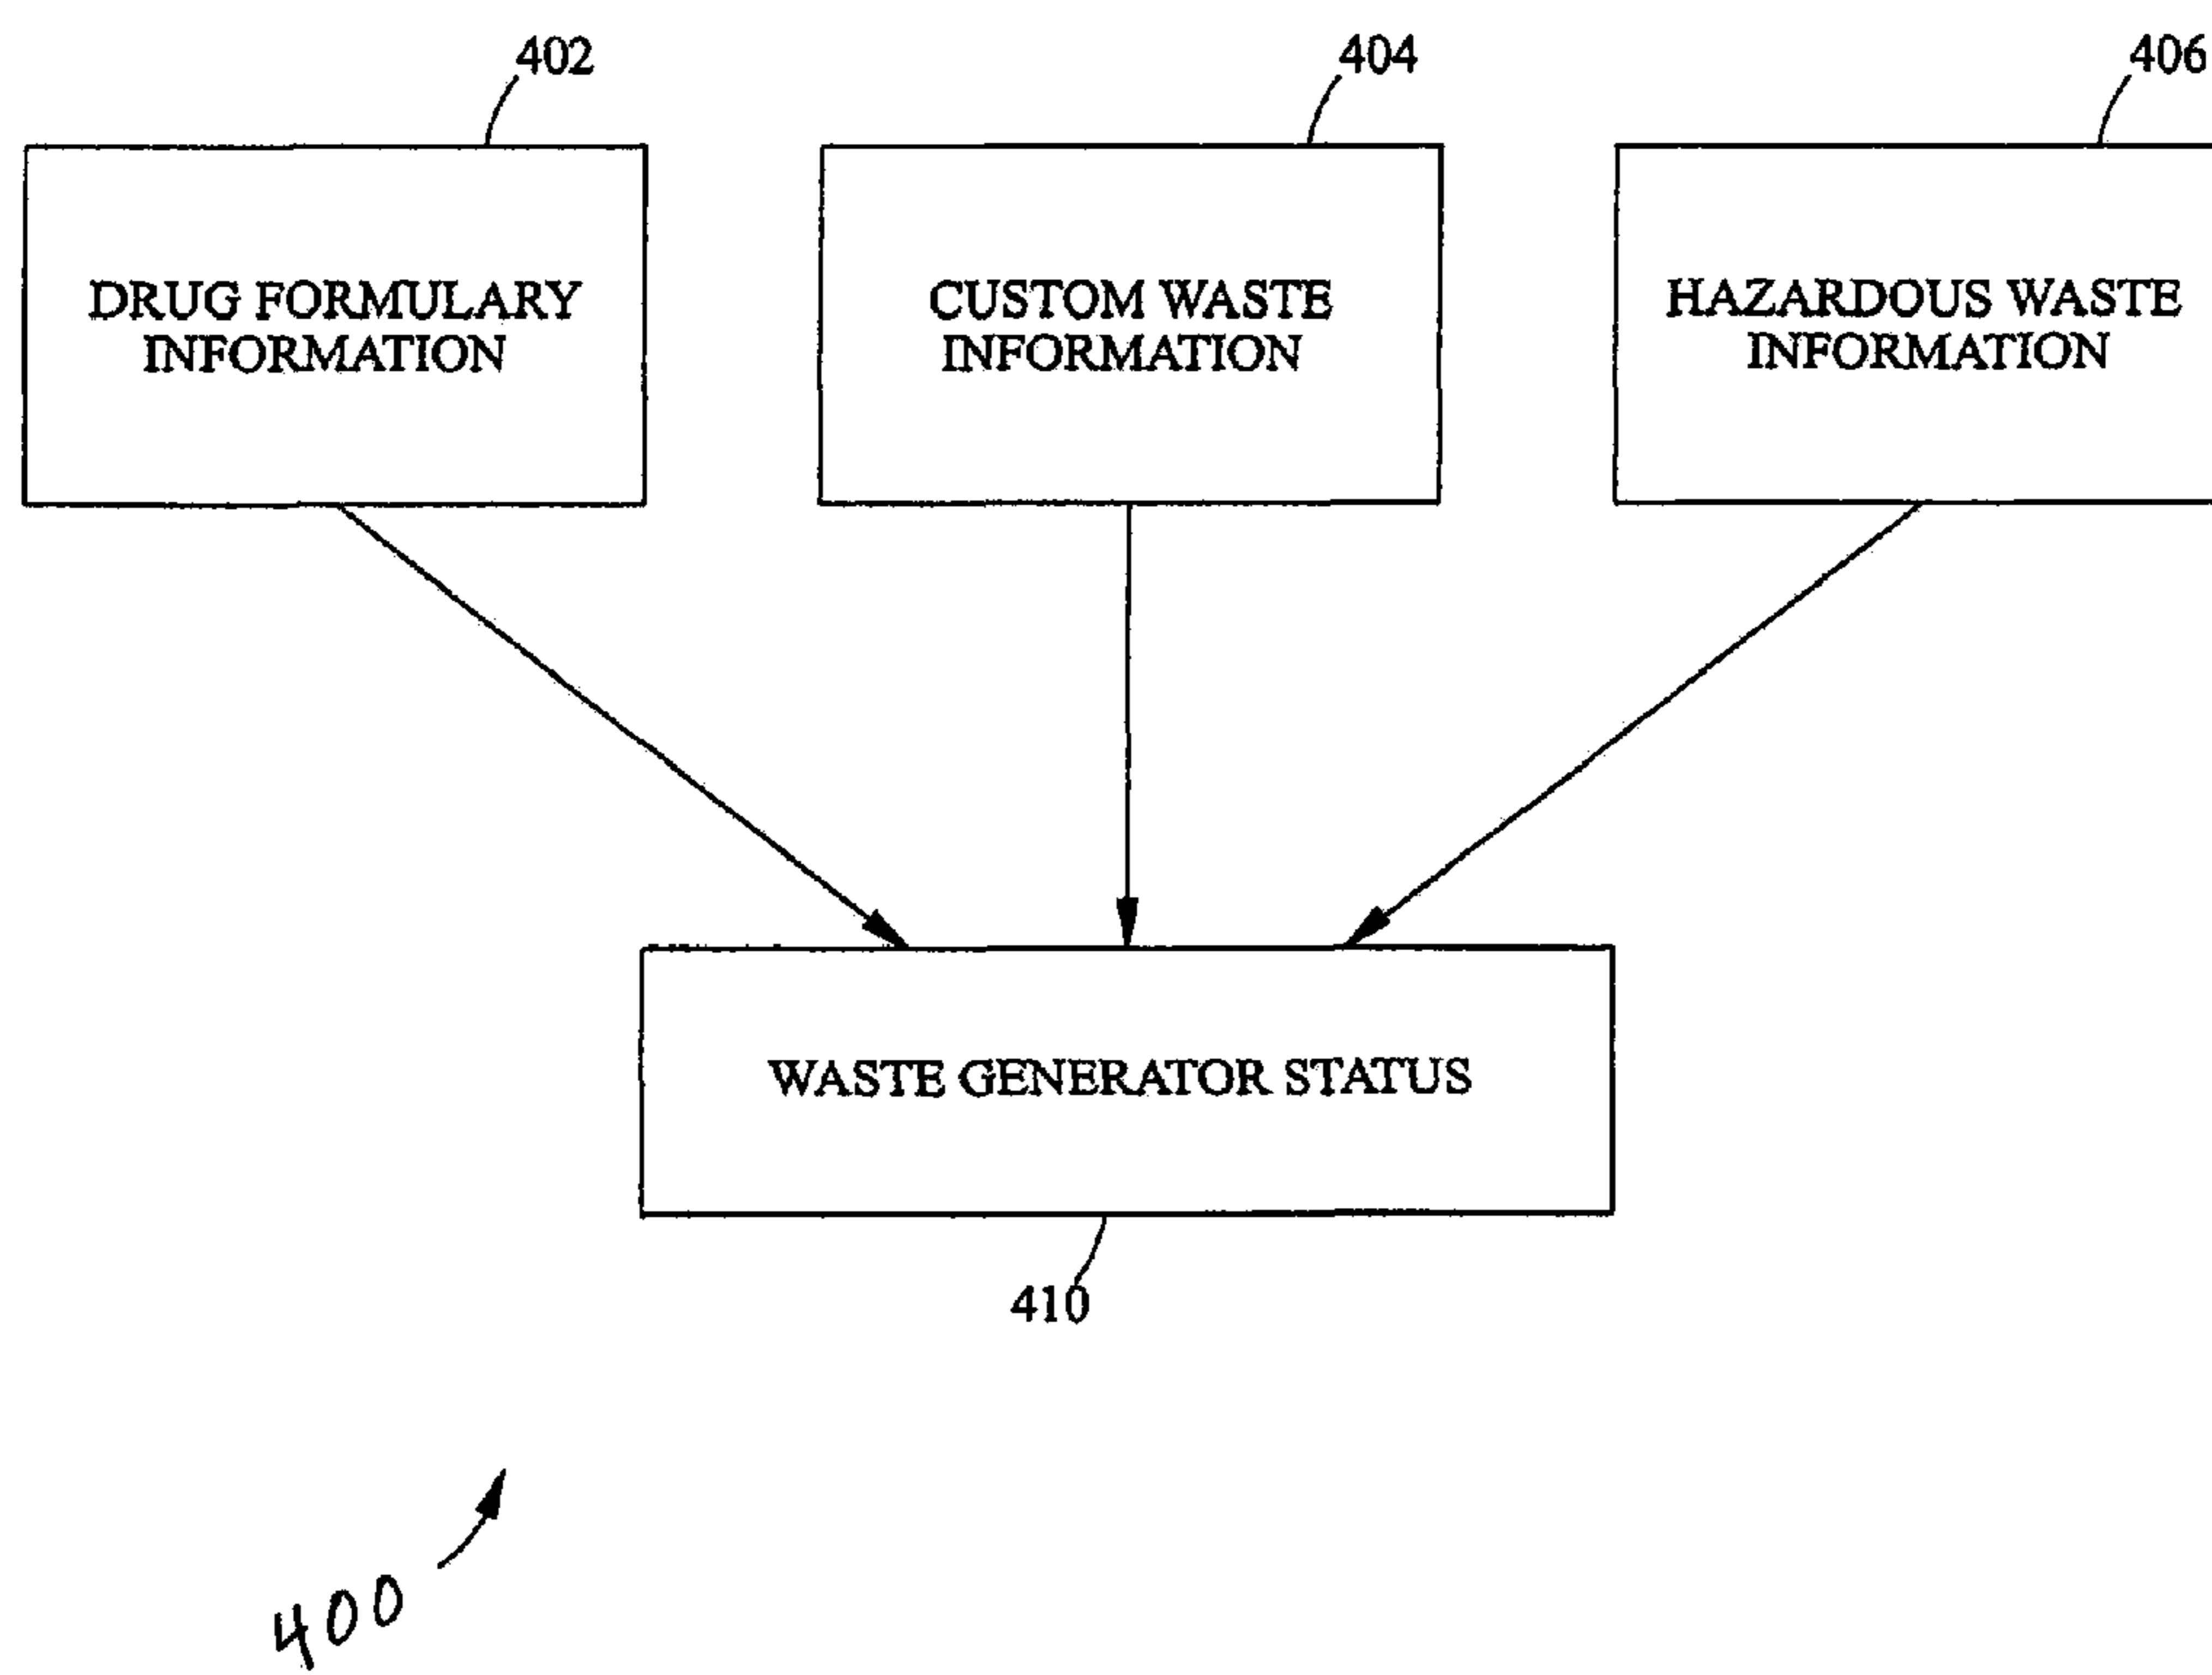 402
404
406
DRUG FORMULARY
INFORMATION
CUSTOM WASTE
INFORMATION
HAZARDOUS WASTE
INFORMATION
WASTE GENERATOR STATUS
410
400